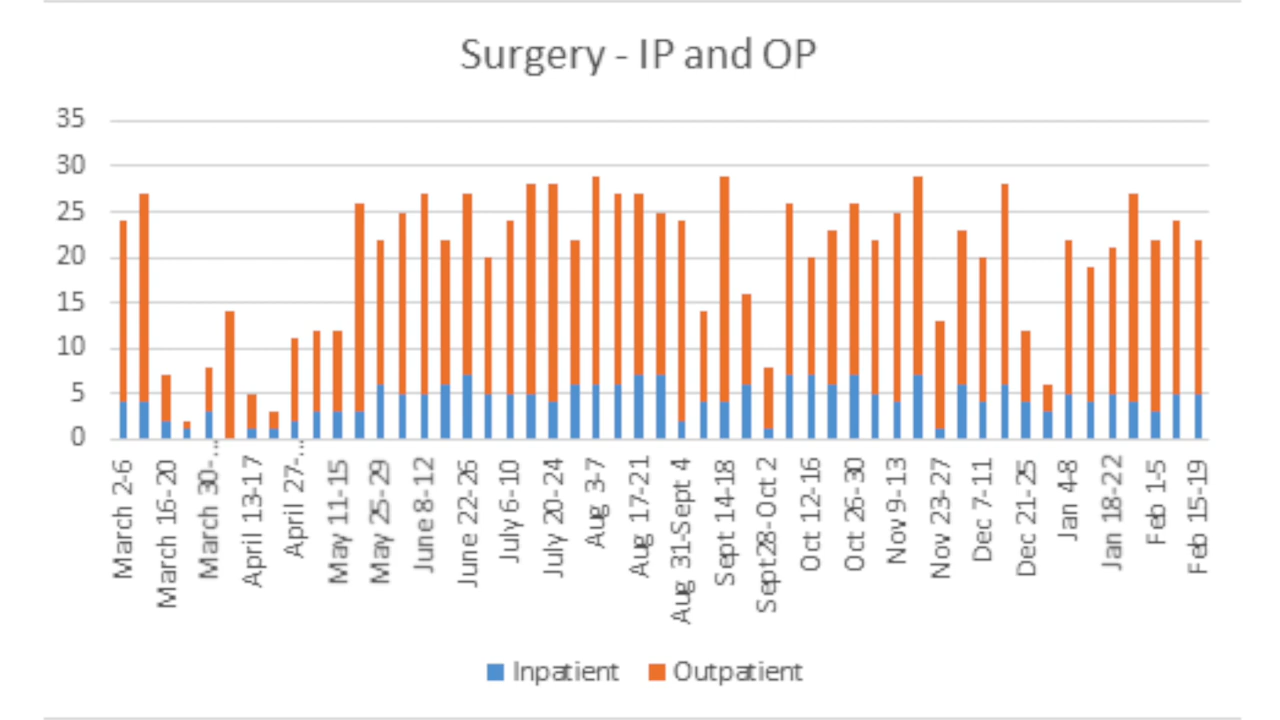 Surgery - IP and OP
35
30
25
20
15
10
5
0
March 2-6
March 16-20
March 30-...
April 13-17
April 27-...
May 11-15
May 25-29
June 8-12
June 22-26
July 6-10
July 20-24
Aug 3-7
Aug 17-21
Aug 31-Sept 4
Sept 14-18
Sept28-Oct 2
Oct 12-16
Oct 26-30
Nov 9-13
Nov 23-27
Dec 7-11
Dec 21-25
Jan 4-8
Jan 18-22
Feb 1-5
Feb 15-19
Inpatient Outpatient